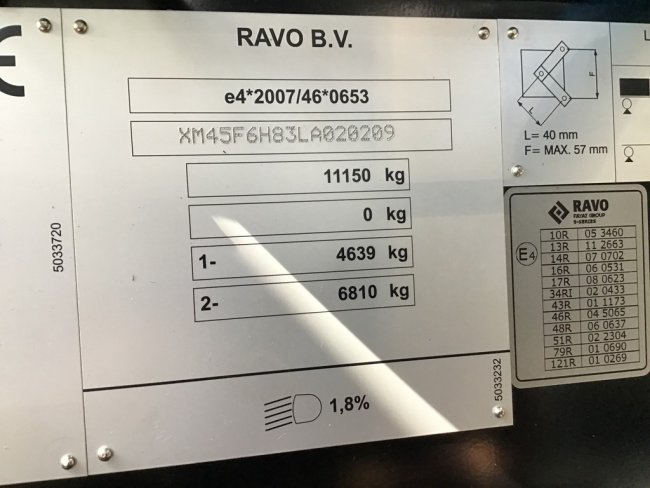 CE
RAVO B.V.
e4*2007/46*0653
XM45F6H83LA020209
11150 kg
0 kg
1- 4639 kg
2- 6810 kg
1,8%
5033720
5033232
L
F
L
L= 40 mm
F= MAX. 57 mm
RAVO
FAYAT GROUP
5-SERIES
E4
10R 05 3460
13R 11 2663
14R 07 0702
16R 06 0531
17R 08 0623
34RI 02 0433
43R 01 1173
46R 04 5065
48R 06 0637
51R 02 2304
79R 01 0690
121R 01 0269